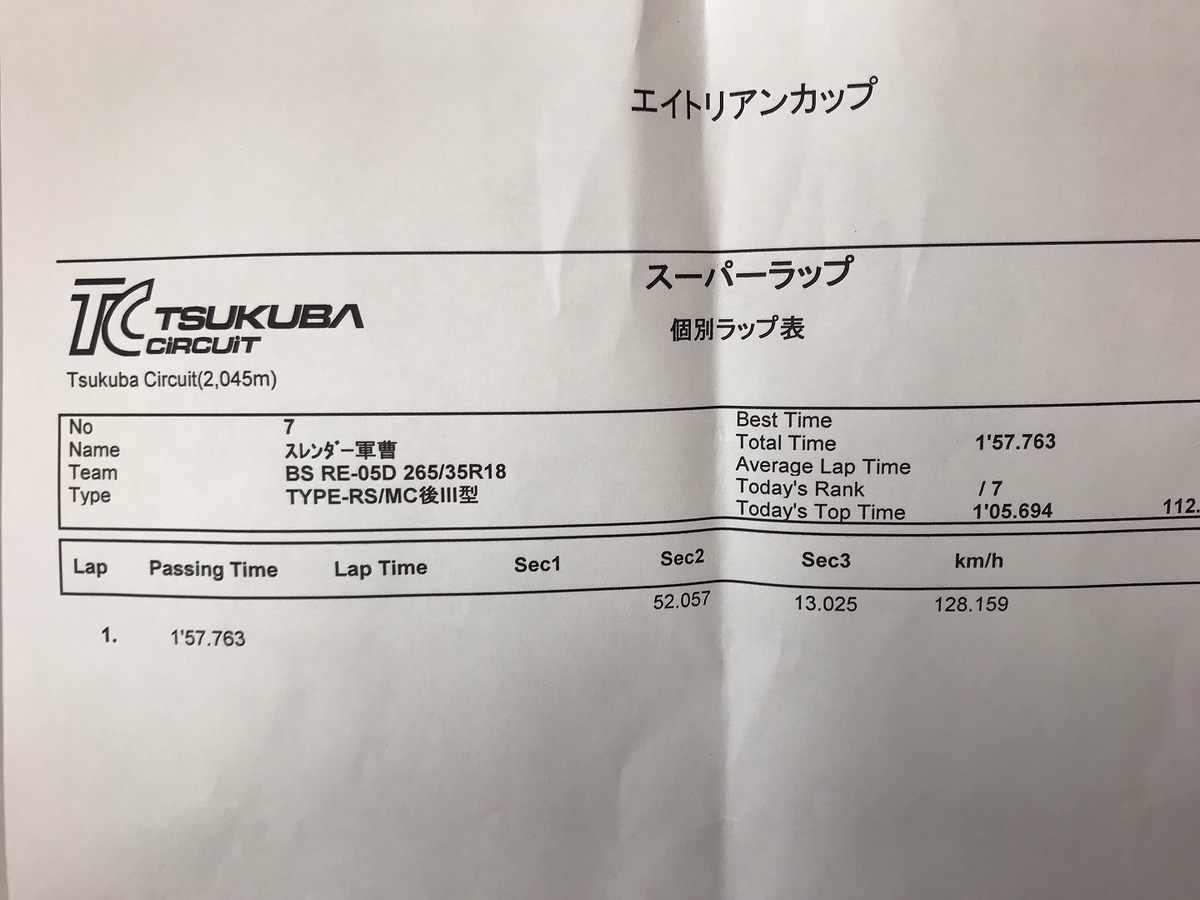 エイトリアンカップ
スーパーラップ
個別ラップ表
TC TSUKUBA
CiRCUiT
Tsukuba Circuit(2,045m)
No 7
Name ｽﾚﾝﾀﾞｰ軍曹
Team BS RE-05D 265/35R18
Type TYPE-RS/MC後III型
Best Time
Total Time 1'57.763
Average Lap Time
Today's Rank / 7
Today's Top Time 1'05.694 112.
Lap Passing Time Lap Time Sec1 Sec2 Sec3 km/h
52.057 13.025 128.159
1. 1'57.763